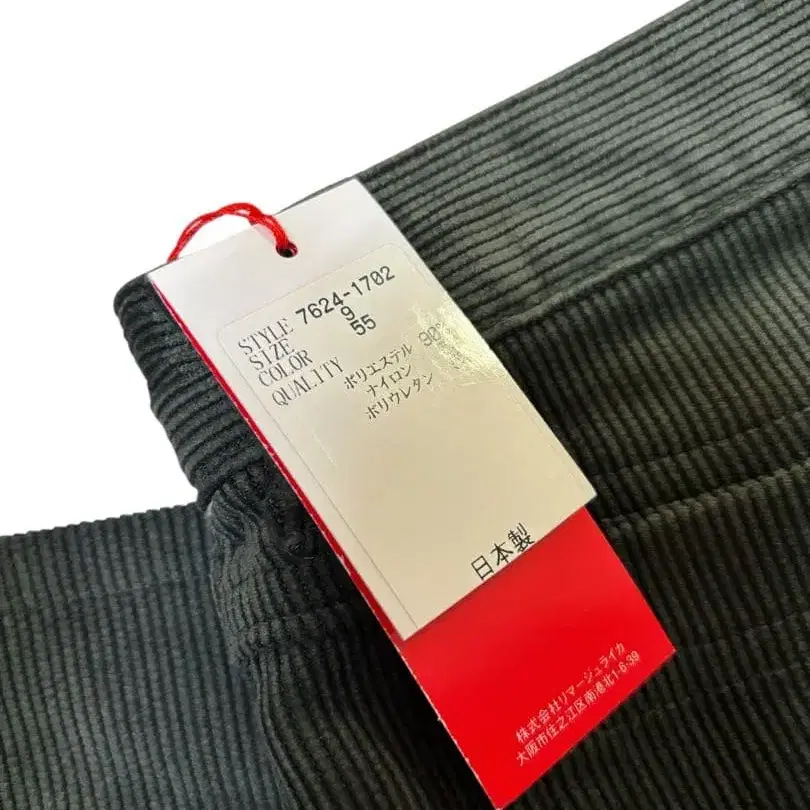 STYLE 7624-1702
SIZE 9
COLOR 55
QUALITY ポリエステル 90%
ナイロン
ポリウレタン
日本製
株式会社リマージュライカ
大阪市住之江区南港北1-6-39